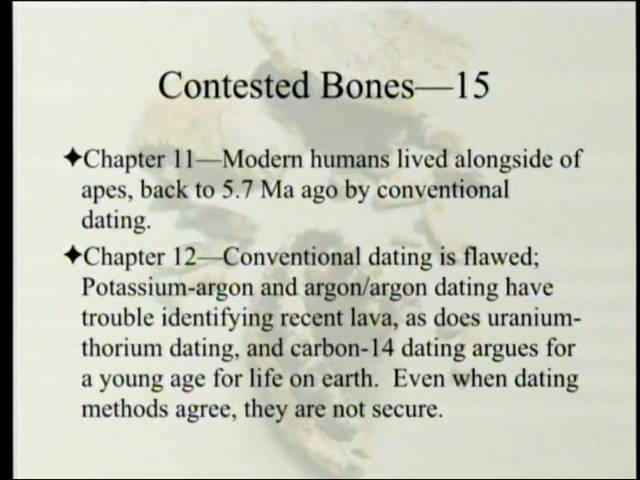 Contested Bones—15
✦Chapter 11—Modern humans lived alongside of
apes, back to 5.7 Ma ago by conventional
dating.
✦Chapter 12—Conventional dating is flawed;
Potassium-argon and argon/argon dating have
trouble identifying recent lava, as does uranium-
thorium dating, and carbon-14 dating argues for
a young age for life on earth.  Even when dating
methods agree, they are not secure.